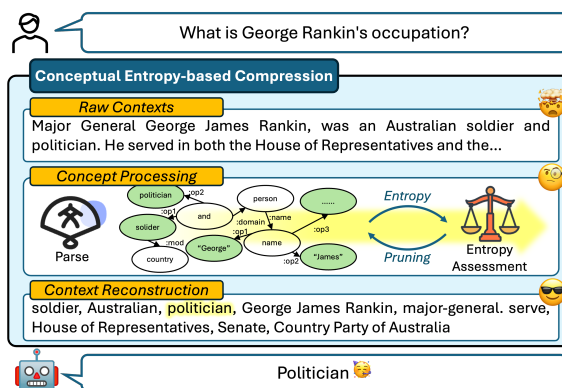 What is George Rankin's occupation?
Conceptual Entropy-based Compression
Raw Contexts
Major General George James Rankin, was an Australian soldier and
politician. He served in both the House of Representatives and the...
Concept Processing
politician
:op2
person
......
:op1
and
:name
Entropy
:domain
solider
:op1
:op3
"George"
name
:mod
Pruning
country
:op2
"James"
Parse
Entropy
Assessment
Context Reconstruction
soldier, Australian, politician, George James Rankin, major-general. serve,
House of Representatives, Senate, Country Party of Australia
Politician